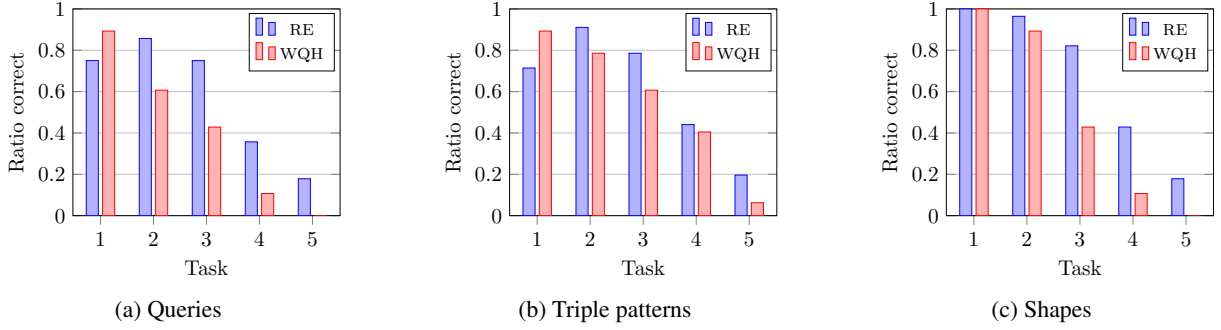 Ratio correct
1
0.8
0.6
0.4
0.2
0
1 2 3 4 5
Task
RE
WQH
(a) Queries
Ratio correct
1
0.8
0.6
0.4
0.2
0
1 2 3 4 5
Task
RE
WQH
(b) Triple patterns
Ratio correct
1
0.8
0.6
0.4
0.2
0
1 2 3 4 5
Task
RE
WQH
(c) Shapes